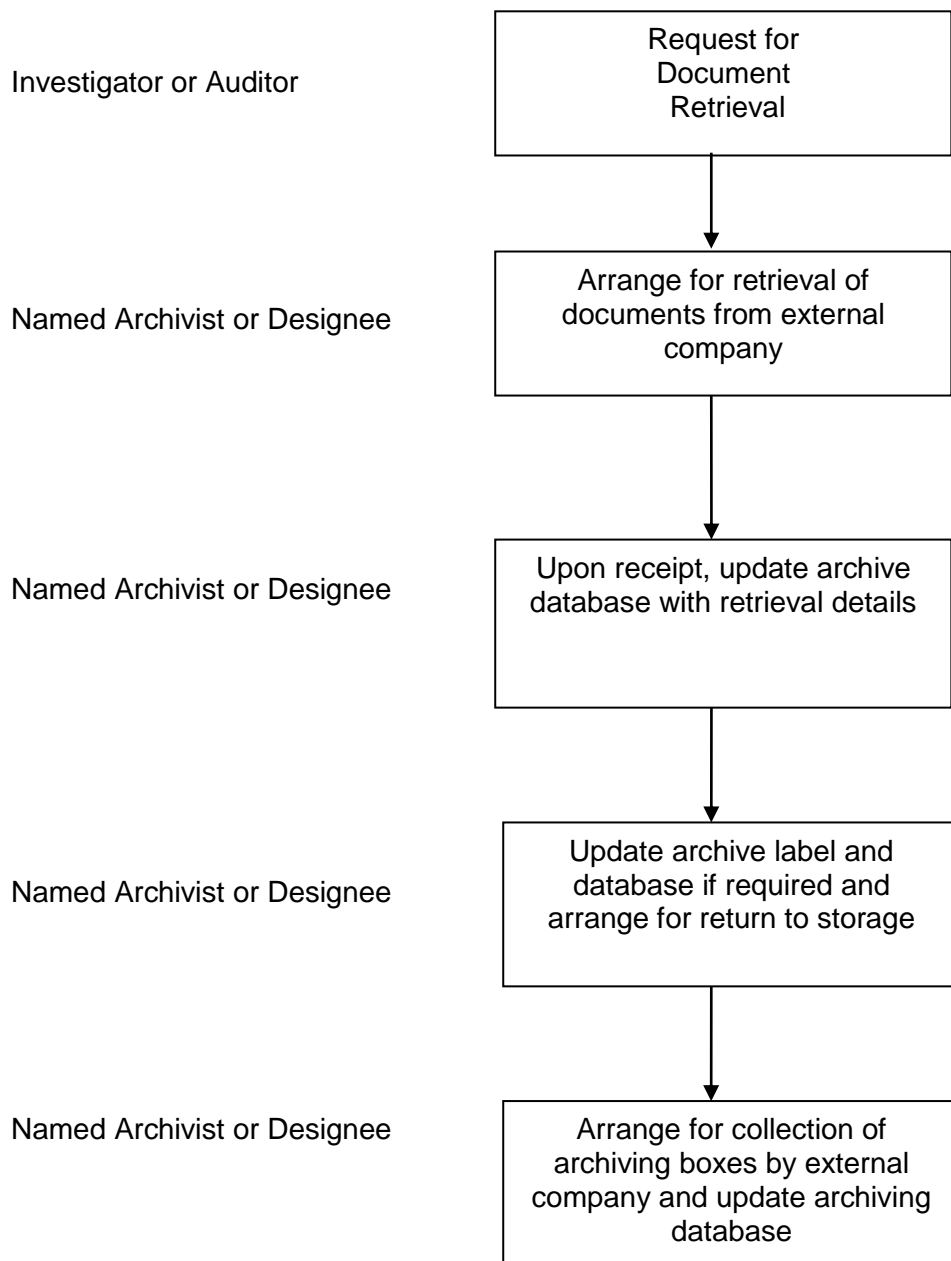 Investigator or Auditor
Request for
Document
Retrieval
Named Archivist or Designee
Arrange for retrieval of
documents from external
company
Named Archivist or Designee
Upon receipt, update archive
database with retrieval details
Named Archivist or Designee
Update archive label and
database if required and
arrange for return to storage
Named Archivist or Designee
Arrange for collection of
archiving boxes by external
company and update archiving
database